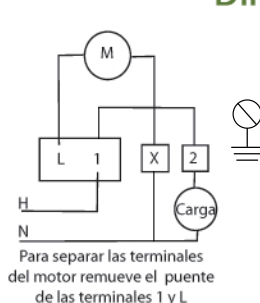 M
L 1 X 2
H
Carga
N
Para separar las terminales
del motor remueve el puente
de las terminales 1 y L